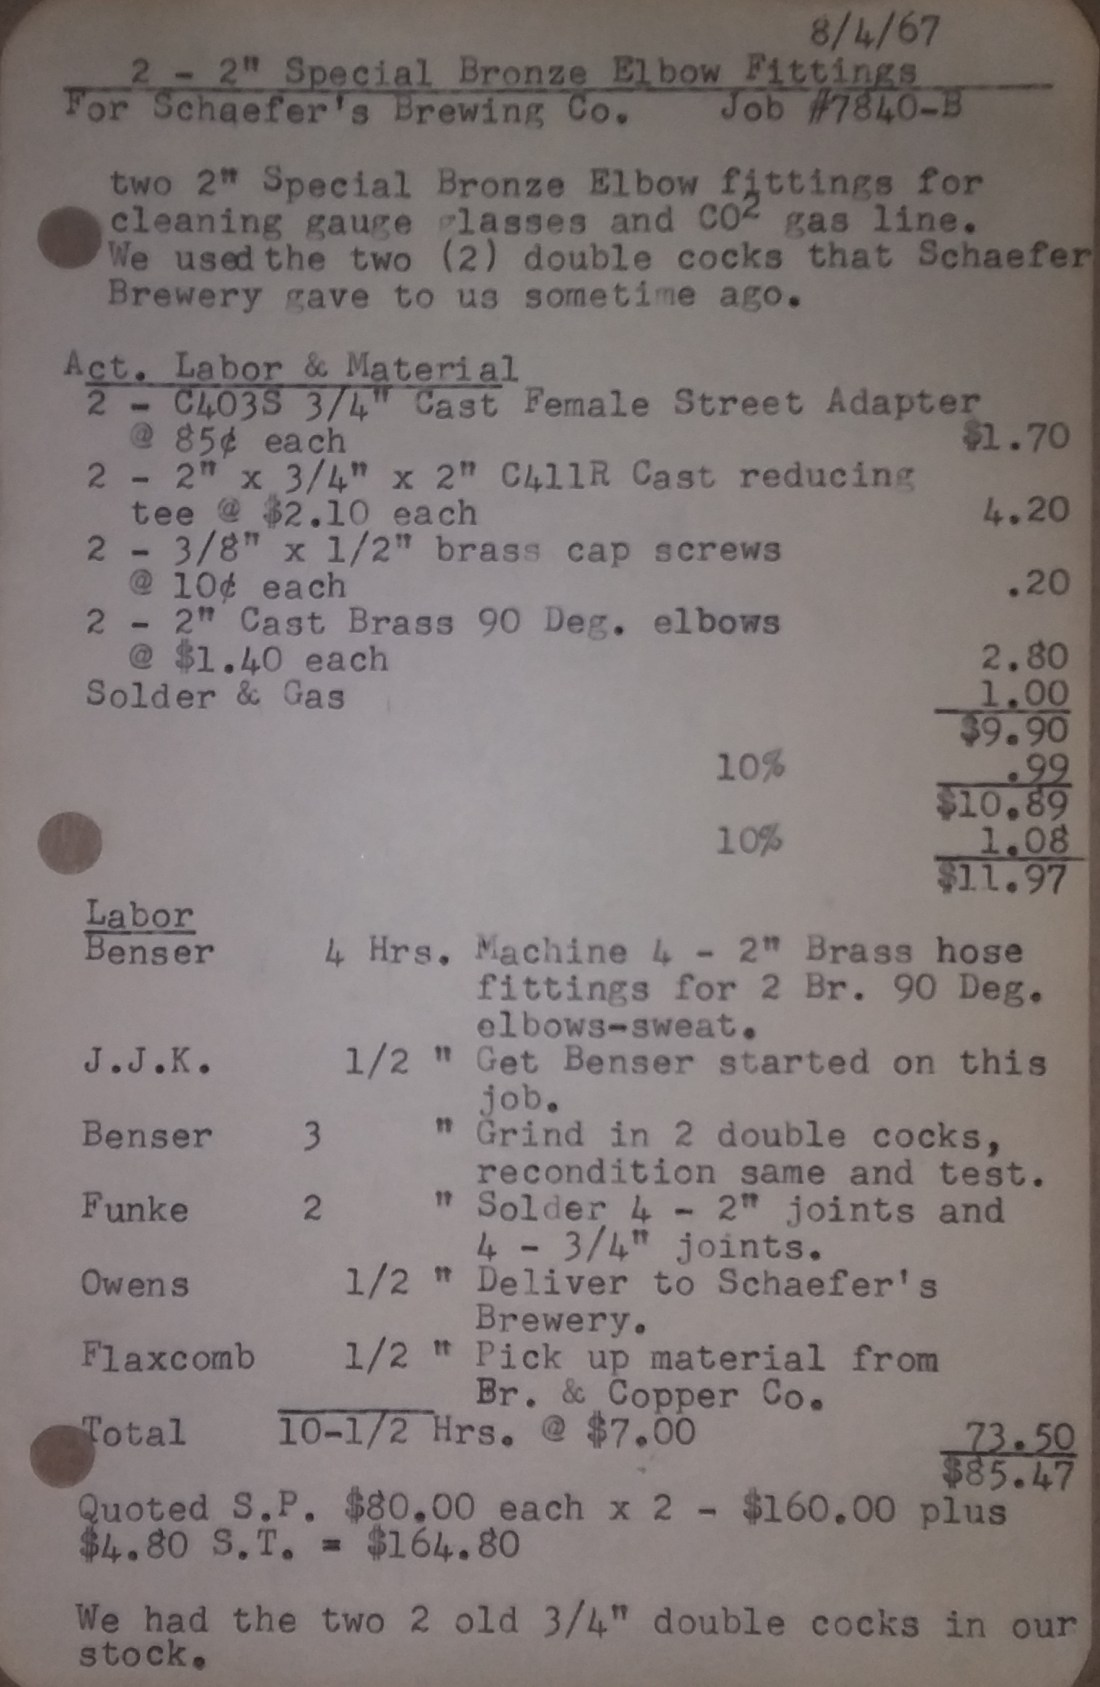 8/4/67
2 - 2" Special Bronze Elbow Fittings
For Schaefer's Brewing Co. Job #7840-B
two 2" Special Bronze Elbow fittings for
cleaning gauge glasses and CO² gas line.
We used the two (2) double cocks that Schaefer
Brewery gave to us sometime ago.
Act. Labor & Material
2 - C403S 3/4" Cast Female Street Adapter
@ 85¢ each $1.70
2 - 2" x 3/4" x 2" C411R Cast reducing
tee @ $2.10 each 4.20
2 - 3/8" x 1/2" brass cap screws
@ 10¢ each .20
2 - 2" Cast Brass 90 Deg. elbows
@ $1.40 each 2.80
Solder & Gas 1.00
$9.90
10% .99
$10.89
10% 1.08
$11.97
Labor
Benser 4 Hrs. Machine 4 - 2" Brass hose
fittings for 2 Br. 90 Deg.
elbows-sweat.
J.J.K. 1/2 " Get Benser started on this
job.
Benser 3 " Grind in 2 double cocks,
recondition same and test.
Funke 2 " Solder 4 - 2" joints and
4 - 3/4" joints.
Owens 1/2 " Deliver to Schaefer's
Brewery.
Flaxcomb 1/2 " Pick up material from
Br. & Copper Co.
Total 10-1/2 Hrs. @ $7.00 73.50
$85.47
Quoted S.P. $80.00 each x 2 - $160.00 plus
$4.80 S.T. = $164.80
We had the two 2 old 3/4" double cocks in our
stock.